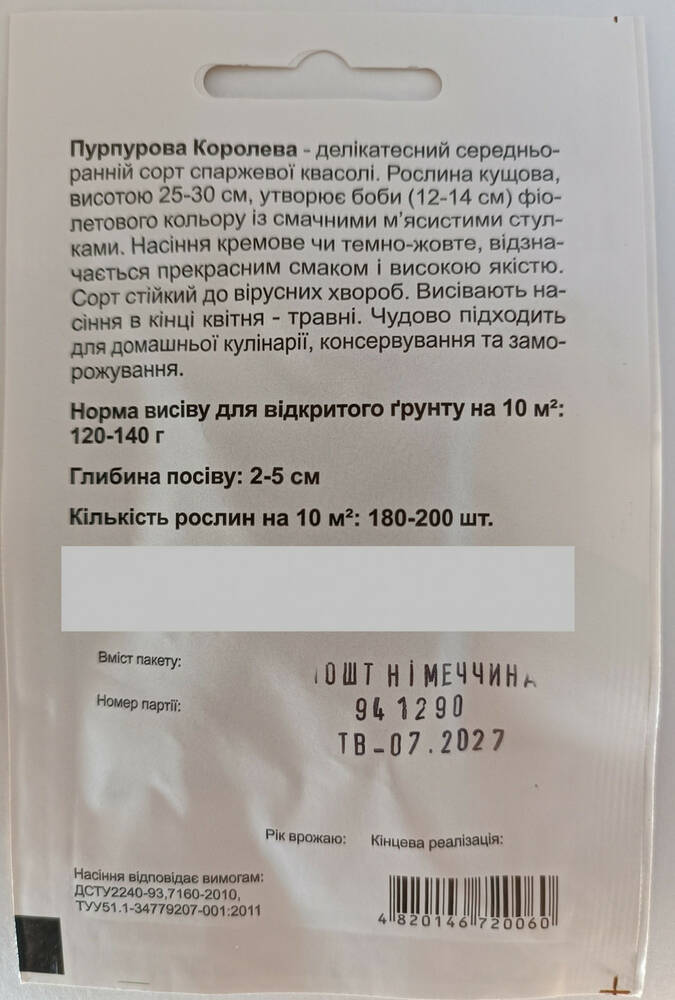 Пурпурова Королева - делікатесний середньо-
ранній сорт спаржевої квасолі. Рослина кущова,
висотою 25-30 см, утворює боби (12-14 см) фіо-
летового кольору із смачними м'ясистими стул-
ками. Насіння кремове чи темно-жовте, відзна-
чається прекрасним смаком і високою якістю.
Сорт стійкий до вірусних хвороб. Висівають на-
сіння в кінці квітня - травні. Чудово підходить
для домашньої кулінарії, консервування та замо-
рожування.
Норма висіву для відкритого ґрунту на 10 м²:
120-140 г
Глибина посіву: 2-5 см
Кількість рослин на 10 м²: 180-200 шт.
Вміст пакету:
10ШТ НІМЕЧЧИНА
Номер партії:
941290
ТВ-07.2027
Рік врожаю: Кінцева реалізація:
Насіння відповідає вимогам:
ДСТУ2240-93,7160-2010,
ТУУ51.1-34779207-001:2011
4820146720060